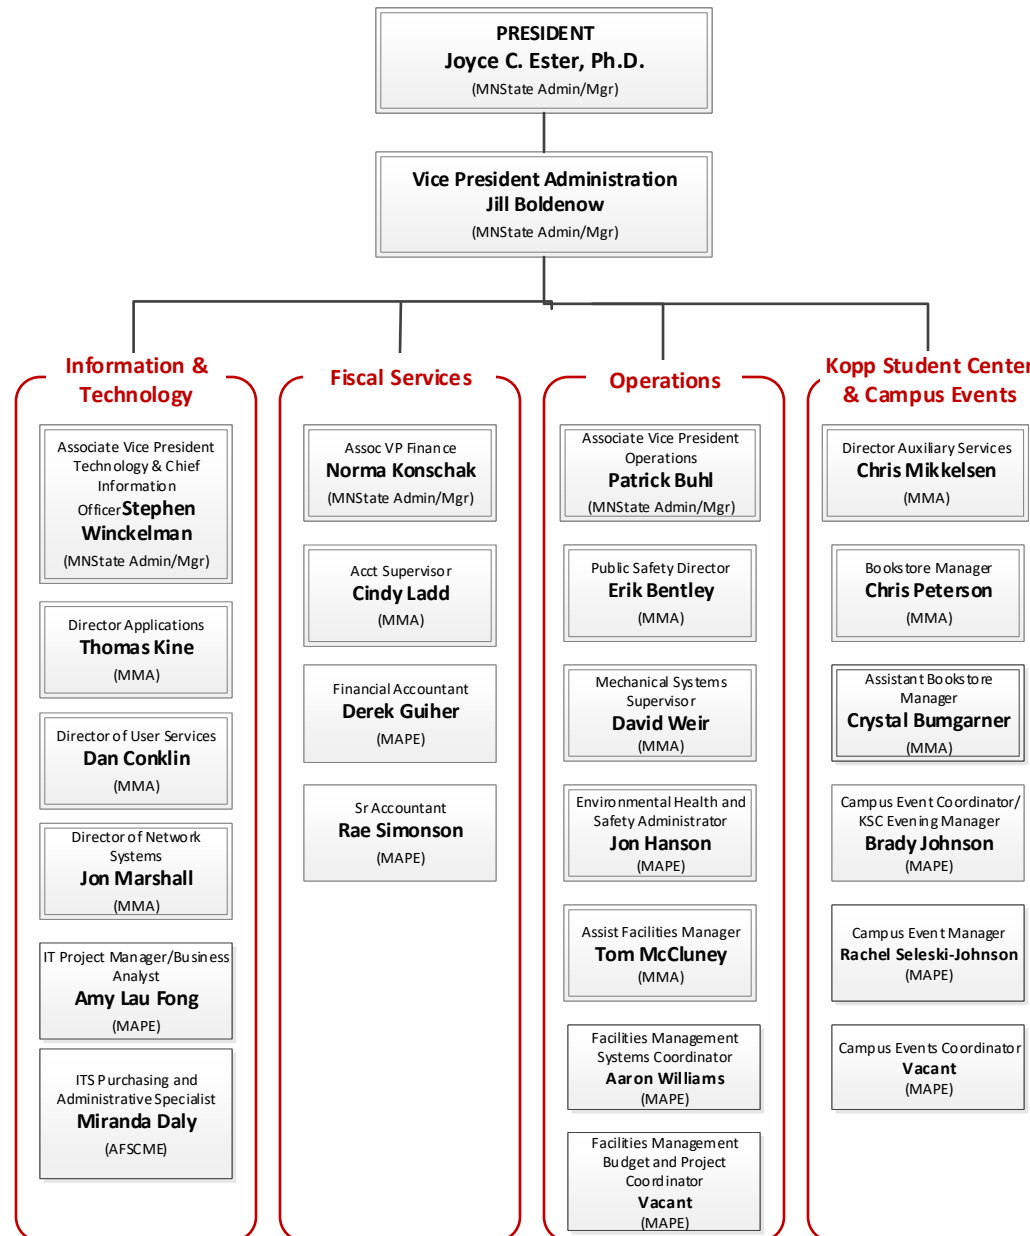 PRESIDENT
Joyce C. Ester, Ph.D.
(MNState Admin/Mgr)
Vice President Administration
Jill Boldenow
(MNState Admin/Mgr)
Information &
Technology
Associate Vice President
Technology & Chief
Information
Officer Stephen
Winckelman
(MNState Admin/Mgr)
Director Applications
Thomas Kine
(MMA)
Director of User Services
Dan Conklin
(MMA)
Director of Network
Systems
Jon Marshall
(MMA)
IT Project Manager/Business
Analyst
Amy Lau Fong
(MAPE)
ITS Purchasing and
Administrative Specialist
Miranda Daly
(AFSCME)
Fiscal Services
Assoc VP Finance
Norma Konschak
(MNState Admin/Mgr)
Acct Supervisor
Cindy Ladd
(MMA)
Financial Accountant
Derek Guiher
(MAPE)
Sr Accountant
Rae Simonson
(MAPE)
Operations
Associate Vice President
Operations
Patrick Buhl
(MNState Admin/Mgr)
Public Safety Director
Erik Bentley
(MMA)
Mechanical Systems
Supervisor
David Weir
(MMA)
Environmental Health and
Safety Administrator
Jon Hanson
(MAPE)
Assist Facilities Manager
Tom McCluney
(MMA)
Facilities Management
Systems Coordinator
Aaron Williams
(MAPE)
Facilities Management
Budget and Project
Coordinator
Vacant
(MAPE)
Kopp Student Center
& Campus Events
Director Auxiliary Services
Chris Mikkelsen
(MMA)
Bookstore Manager
Chris Peterson
(MMA)
Assistant Bookstore
Manager
Crystal Bumgarner
(MMA)
Campus Event Coordinator/
KSC Evening Manager
Brady Johnson
(MAPE)
Campus Event Manager
Rachel Seleski-Johnson
(MAPE)
Campus Events Coordinator
Vacant
(MAPE)